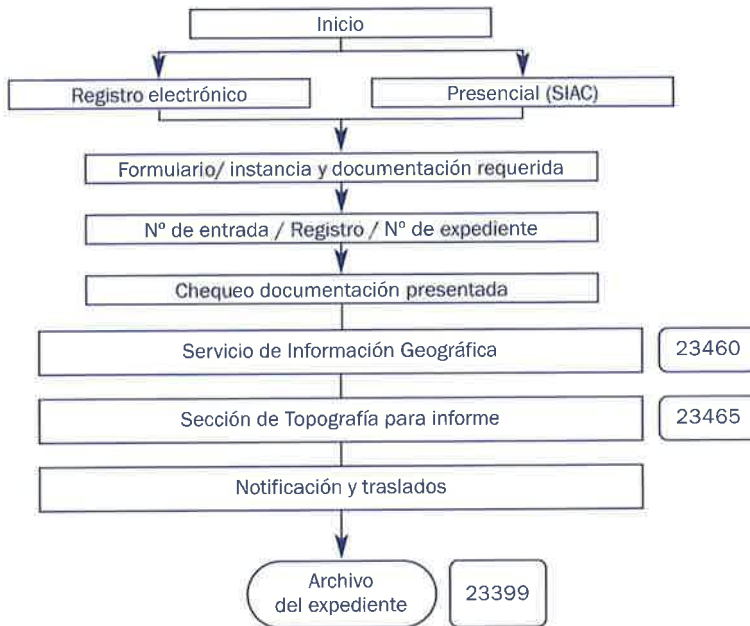 Inicio
Registro electrónico
Presencial (SIAC)
Formulario/ instancia y documentación requerida
Nº de entrada / Registro / Nº de expediente
Chequeo documentación presentada
Servicio de Información Geográfica
23460
Sección de Topografía para informe
23465
Notificación y traslados
Archivo
del expediente
23399